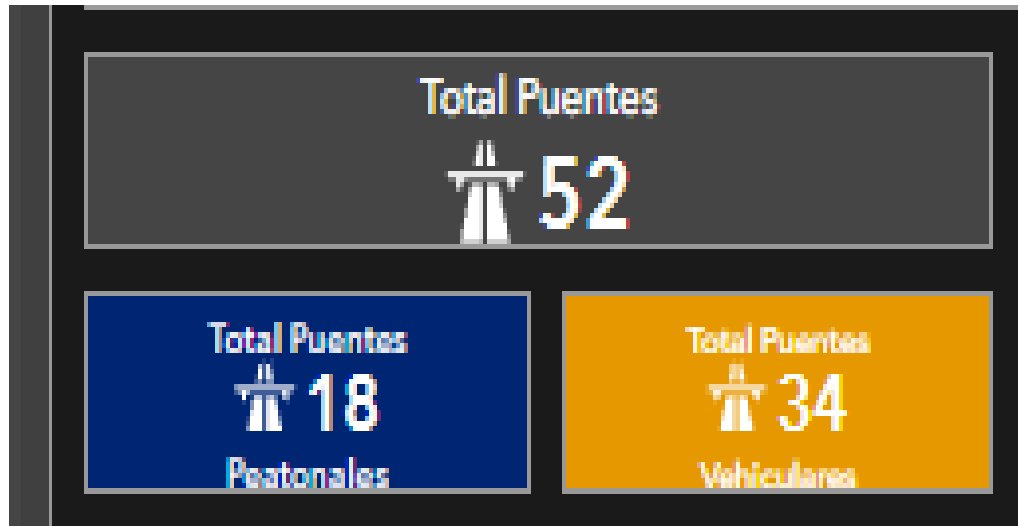 Total Puentes
52
Total Puentes
18
Peatonales
Total Puentes
34
Vehiculares